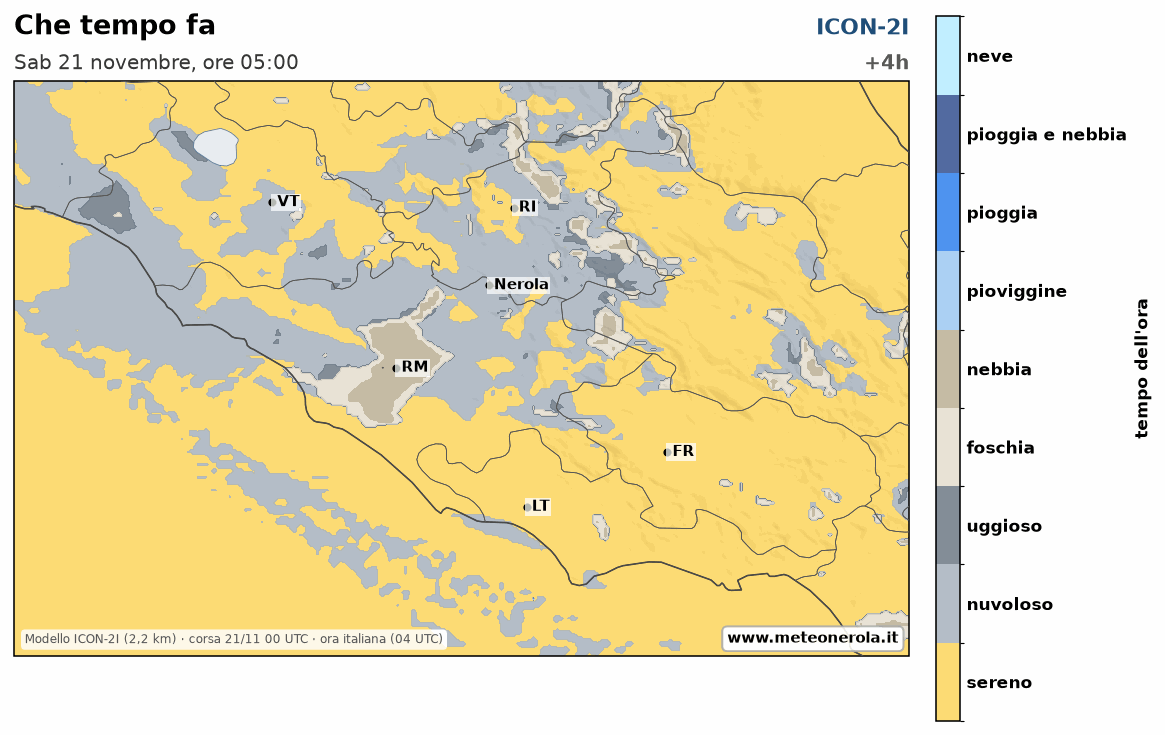 Che tempo fa
ICON-2I
Sab 21 novembre, ore 05:00
+4h
neve
pioggia e nebbia
pioggia
pioviggine
nebbia
foschia
uggioso
nuvoloso
sereno
tempo dell'ora
VT
RI
Nerola
RM
FR
LT
Modello ICON-2I (2,2 km) · corsa 21/11 00 UTC · ora italiana (04 UTC)
www.meteonerola.it